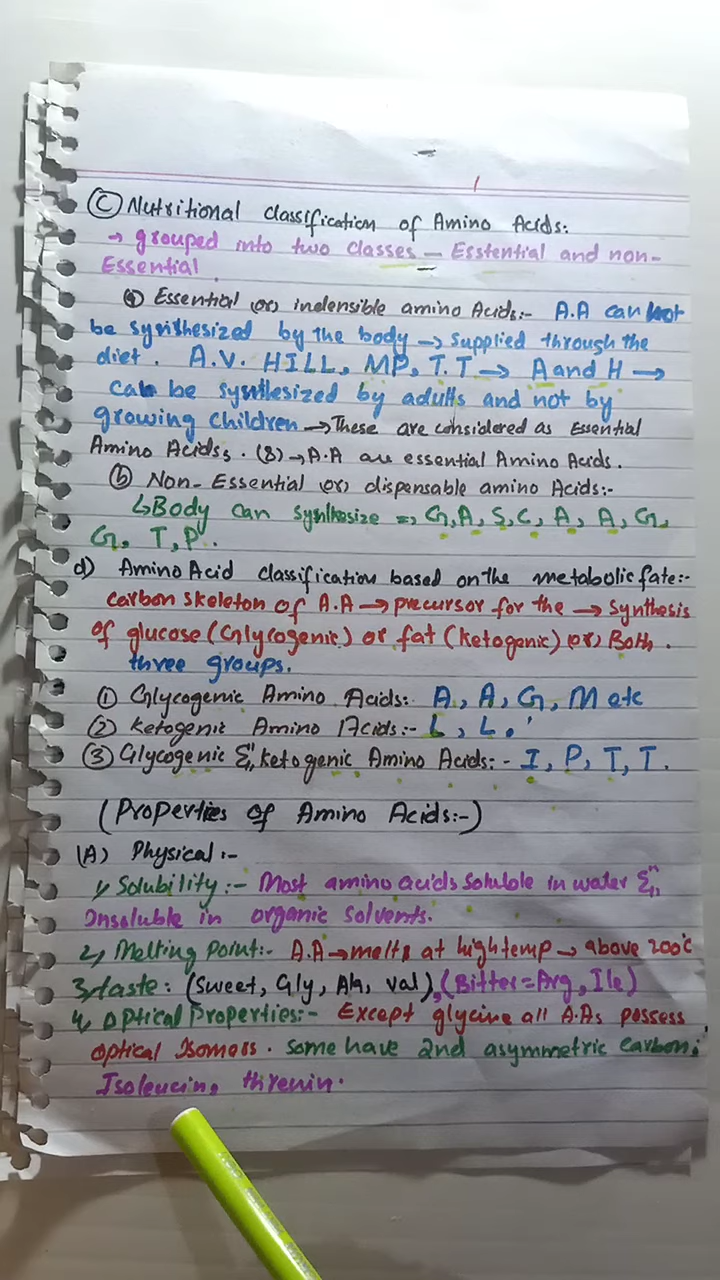 Ⓒ Nutritional classification of Amino Acids:
→ grouped into two classes – Esstential and non-
Essential
ⓐ Essential (or) indensible amino Acids:- A.A can not
be synthesized by the body → supplied through the
diet. A.V. HILL, MP, T.T → A and H →
can be synthesized by adults and not by
growing children → These are considered as Essential
Amino Acids. (8) → A.A are essential Amino Acids.
ⓑ Non-Essential (or) dispensable amino Acids:-
↳ Body can synthesize ⇒ G, A, S, C, A, A, G,
G, T, P.
d) Amino Acid classification based on the metabolic fate:-
carbon skeleton of A.A → precursor for the → synthesis
of glucose (Glycogenic) or fat (ketogenic) (or) Both.
three groups.
① Glycogenic Amino Acids: A, A, G, M etc
② ketogenic Amino Acids:- L, L.
③ Glycogenic & ketogenic Amino Acids:- I, P, T, T.
(Properties of Amino Acids:-)
(A) Physical:-
1) Solubility:- Most amino acids soluble in water &
Insoluble in organic solvents.
2) Melting Point:- A.A → melts at high temp → above 200°C
3) taste: (Sweet, Gly, Ala, Val), (Bitter = Arg, Ile)
4) Optical Properties:- Except glycine all A.As possess
optical Isomers. some have 2nd asymmetric carbon;
Isoleucin,